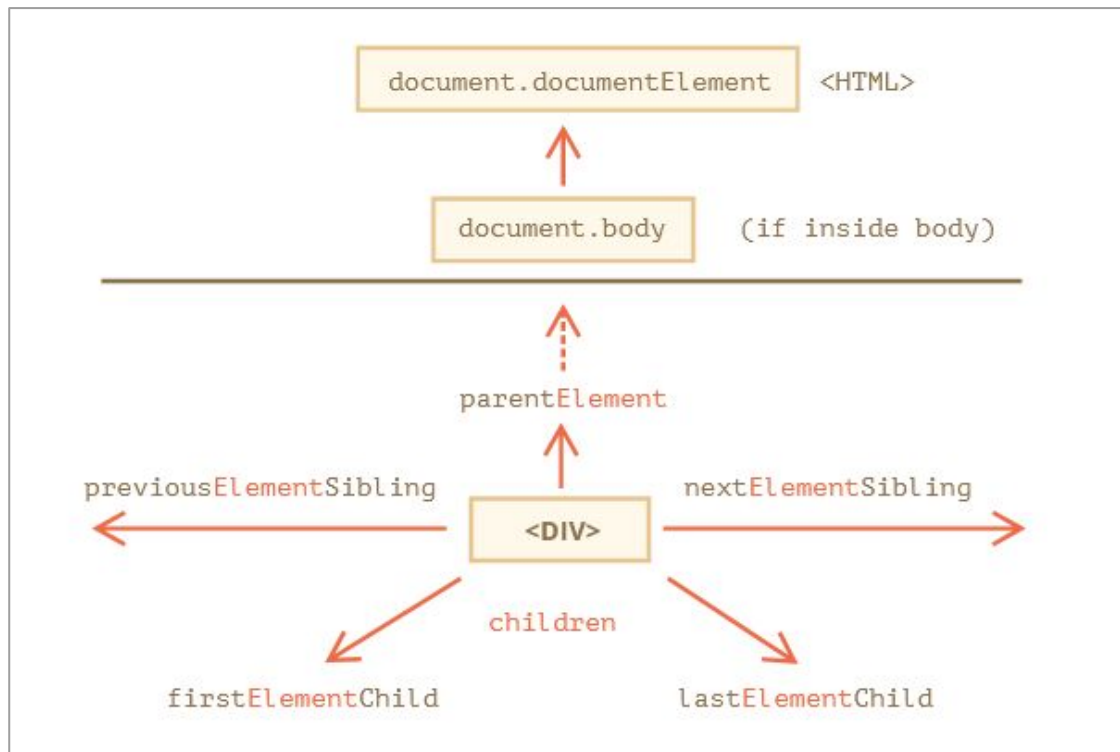 document.documentElement <HTML>
document.body (if inside body)
parentElement
previousElementSibling nextElementSibling
<DIV>
children
firstElementChild lastElementChild